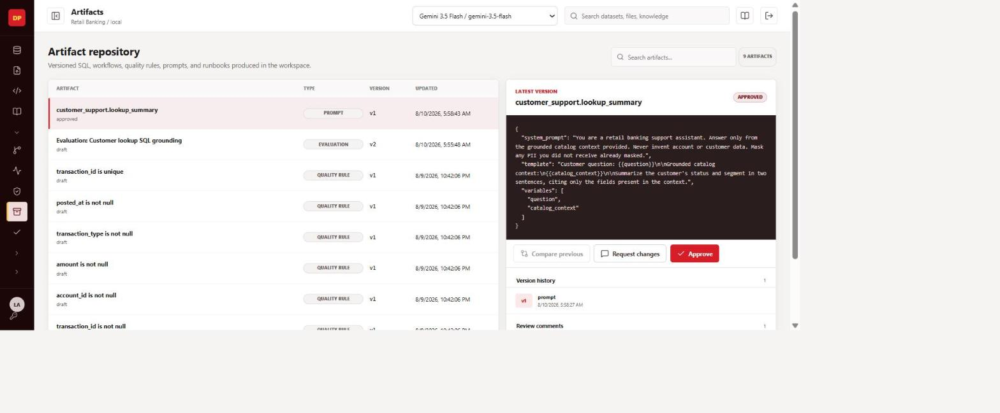 DP
Artifacts
Retail Banking / local
Gemini 3.5 Flash / gemini-3.5-flash
Search datasets, files, knowledge
Artifact repository
Versioned SQL, workflows, quality rules, prompts, and runbooks produced in the workspace.
Search artifacts...
9 ARTIFACTS
ARTIFACT TYPE VERSION UPDATED
customer_support.lookup_summary
approved
PROMPT v1 8/10/2026, 5:58:43 AM
Evaluation: Customer lookup SQL grounding
draft
EVALUATION v2 8/10/2026, 5:55:48 AM
transaction_id is unique
draft
QUALITY RULE v1 8/9/2026, 10:42:06 PM
posted_at is not null
draft
QUALITY RULE v1 8/9/2026, 10:42:06 PM
transaction_type is not null
draft
QUALITY RULE v1 8/9/2026, 10:42:06 PM
amount is not null
draft
QUALITY RULE v1 8/9/2026, 10:42:06 PM
account_id is not null
draft
QUALITY RULE v1 8/9/2026, 10:42:06 PM
transaction_id is not null
QUALITY RULE v1 8/9/2026, 10:42:06 PM
LATEST VERSION
customer_support.lookup_summary
APPROVED
{
"system_prompt": "You are a retail banking support assistant. Answer only from
the grounded catalog context provided. Never invent account or customer data. Mask
any PII you did not receive already masked.",
"template": "Customer question: {{question}}\n\nGrounded catalog
context:\n{{catalog_context}}\n\nSummarize the customer's status and segment in two
sentences, citing only the fields present in the context.",
"variables": [
"question",
"catalog_context"
]
}
Compare previous
Request changes
Approve
Version history 1
v1
prompt
8/10/2026, 5:58:27 AM
Review comments 1
LA